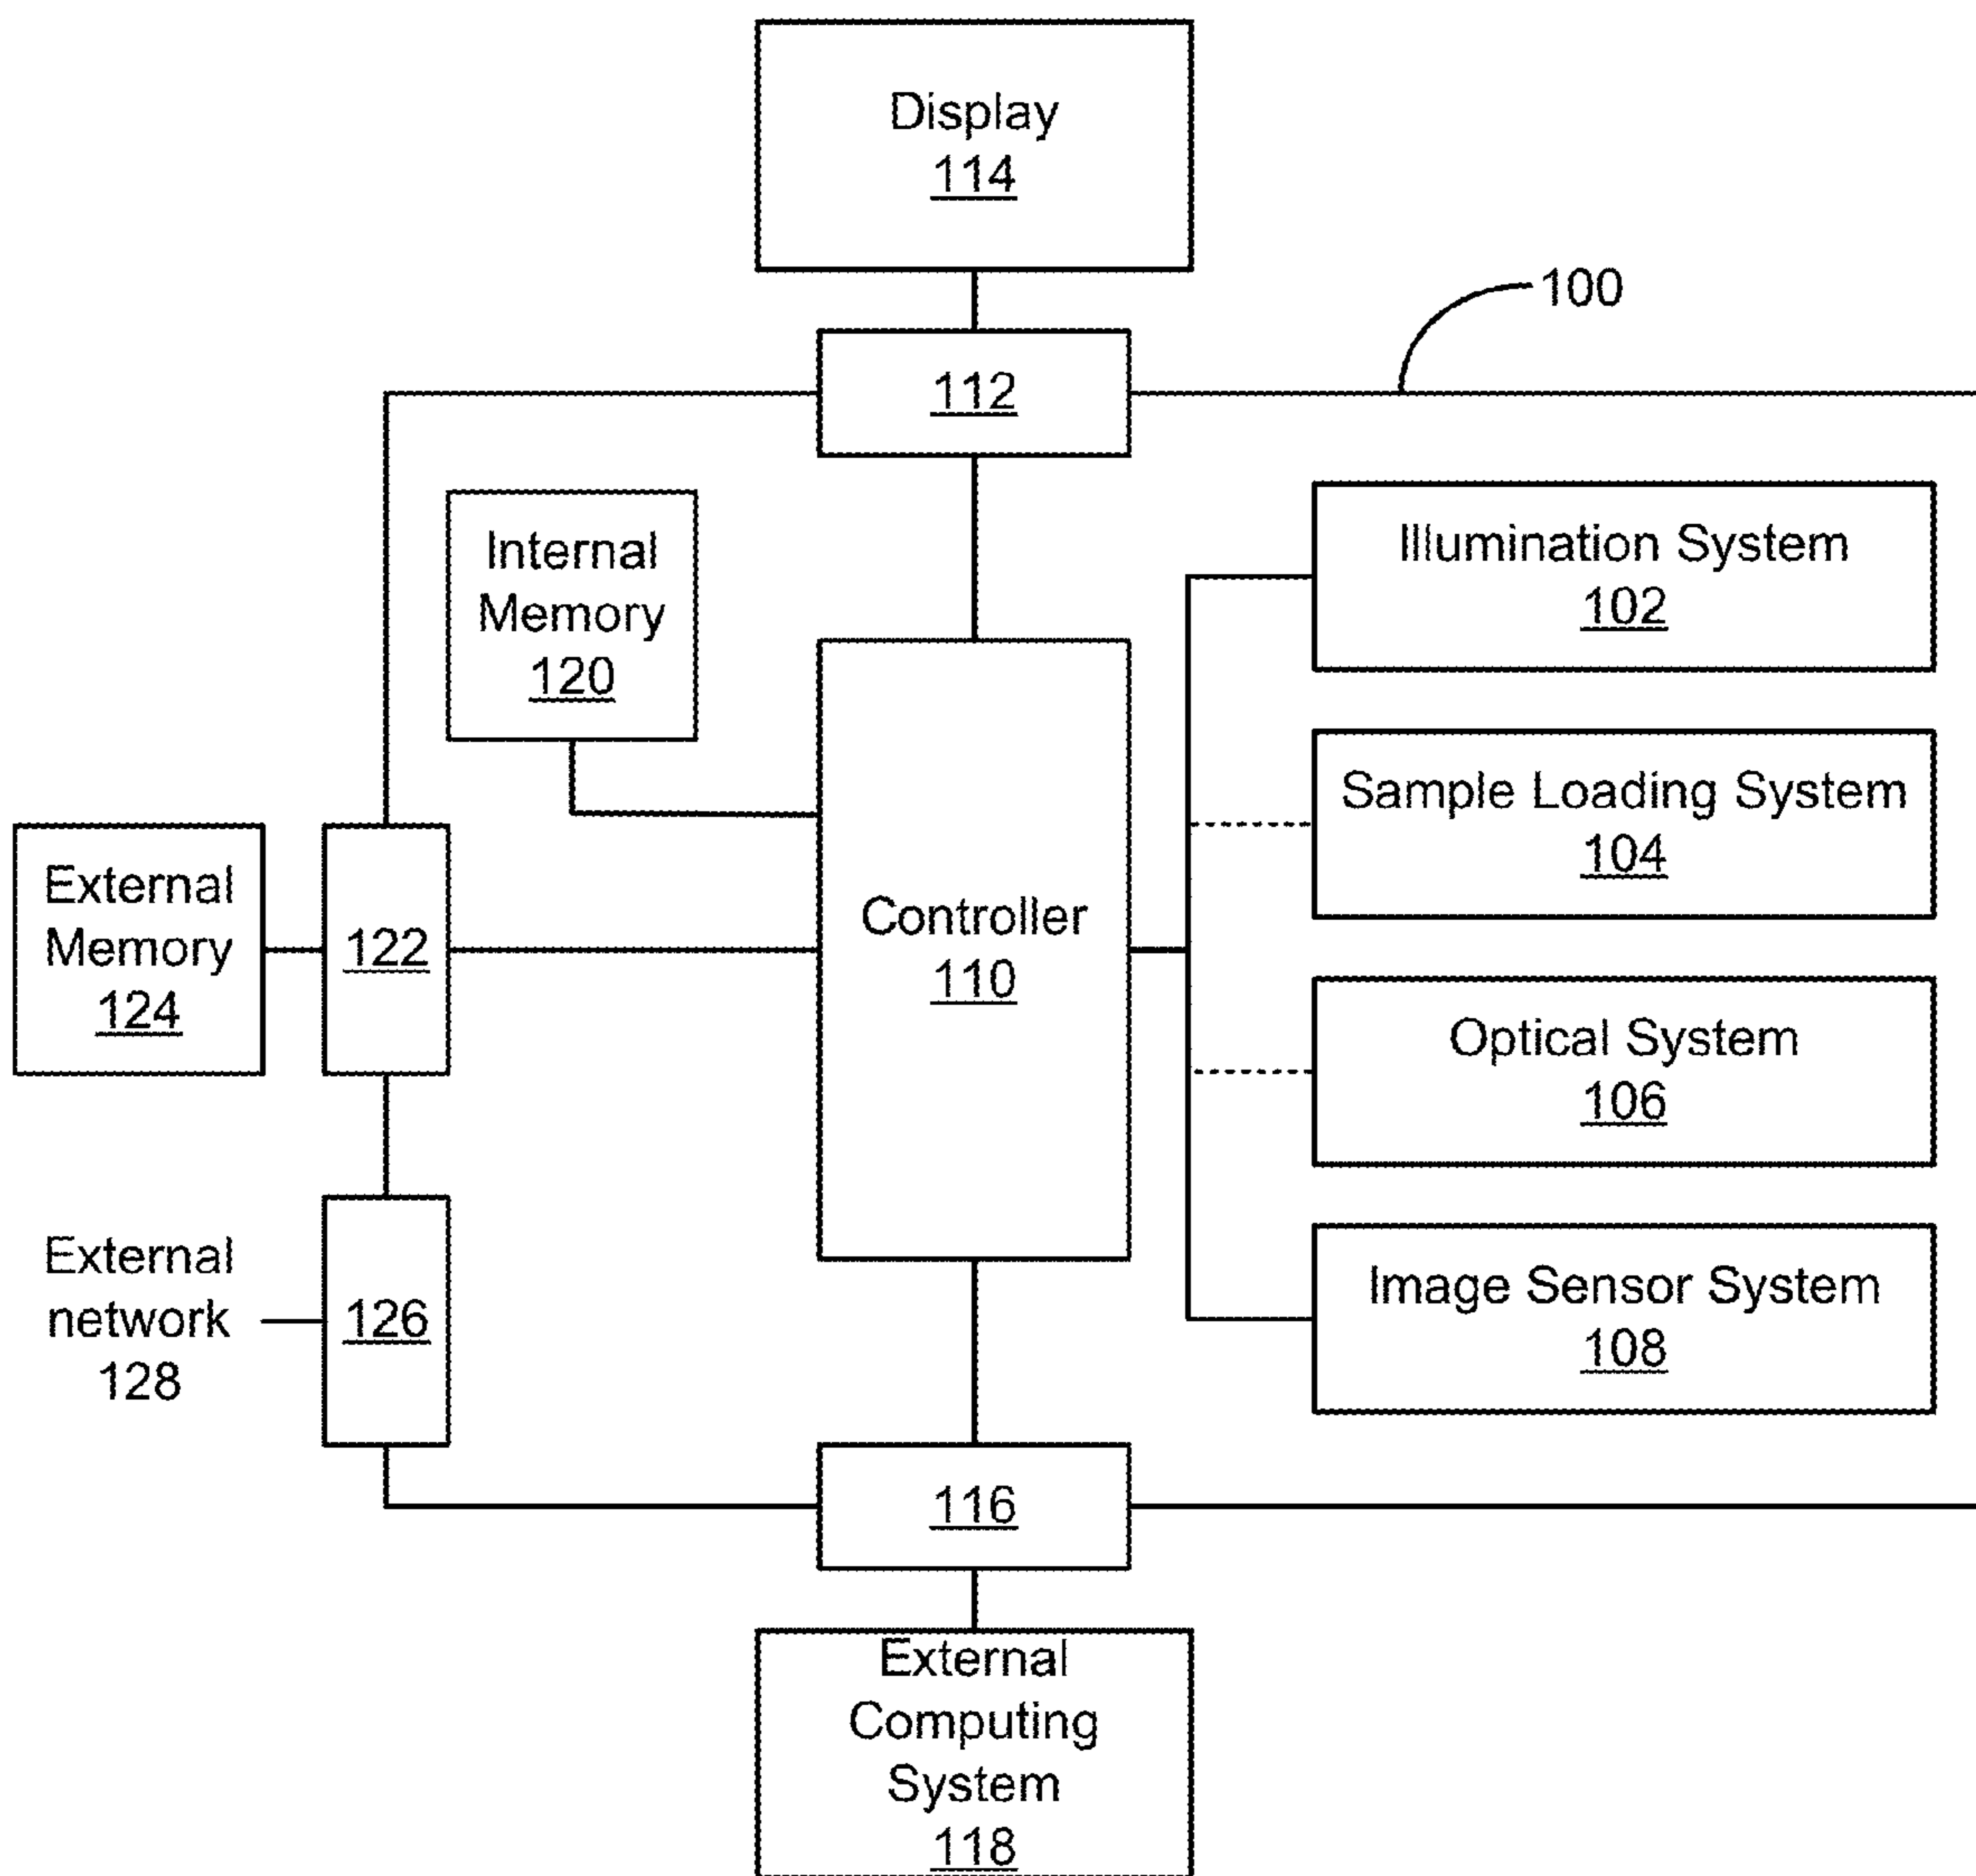 Display
114
100
112
Internal
Memory
120
Illumination System
102
Sample Loading System
104
External
Memory
124
122
Controller
110
Optical System
106
External
network
128
126
Image Sensor System
108
116
External
Computing
System
118